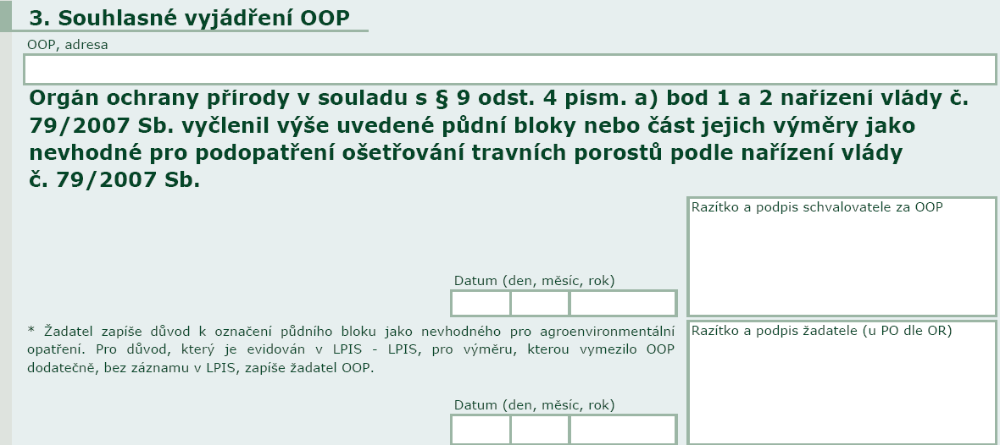 3. Souhlasné vyjádření OOP
OOP, adresa
Orgán ochrany přírody v souladu s § 9 odst. 4 písm. a) bod 1 a 2 nařízení vlády č.
79/2007 Sb. vyčlenil výše uvedené půdní bloky nebo část jejich výměry jako
nevhodné pro podopatření ošetřování travních porostů podle nařízení vlády
č. 79/2007 Sb.
Razítko a podpis schvalovatele za OOP
Datum (den, měsíc, rok)
* Žadatel zapíše důvod k označení půdního bloku jako nevhodného pro agroenvironmentální
opatření. Pro důvod, který je evidován v LPIS - LPIS, pro výměru, kterou vymezilo OOP
dodatečně, bez záznamu v LPIS, zapíše žadatel OOP.
Razítko a podpis žadatele (u PO dle OR)
Datum (den, měsíc, rok)